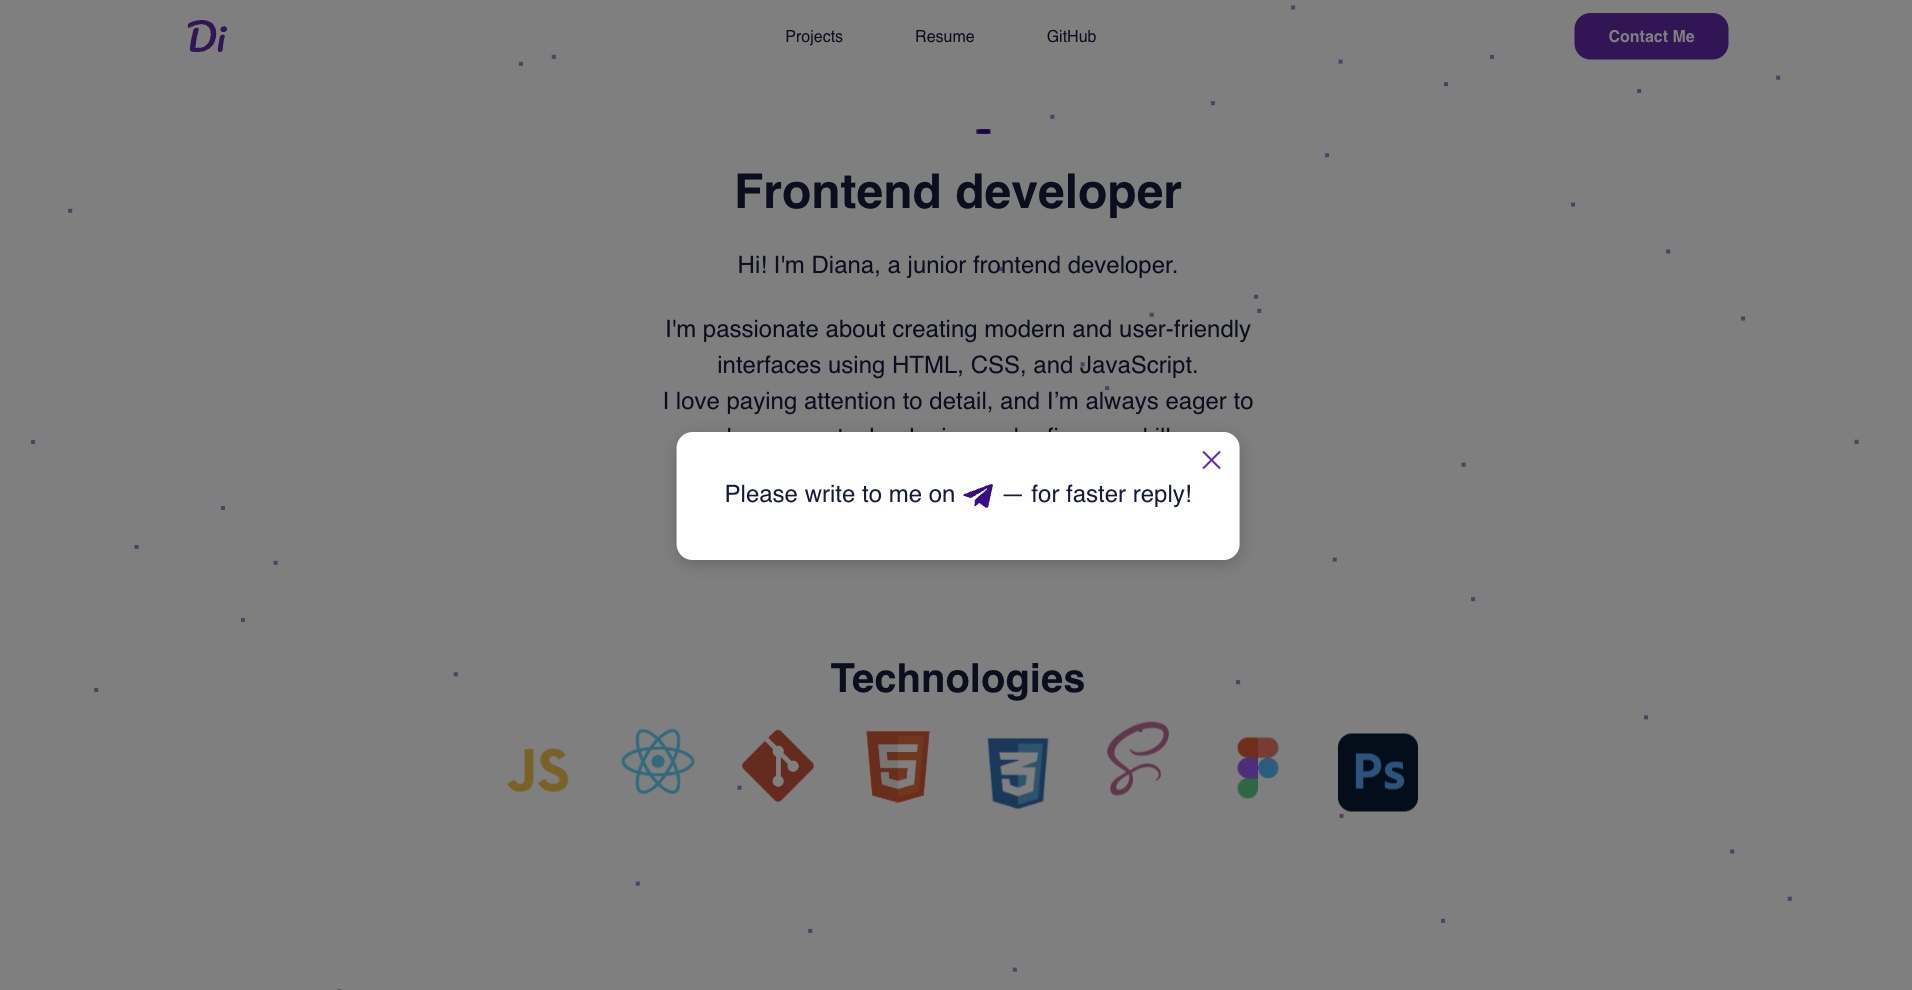 Di
Projects
Resume
GitHub
Contact Me
-
Frontend developer
Hi! I'm Diana, a junior frontend developer.
I'm passionate about creating modern and user-friendly
interfaces using HTML, CSS, and JavaScript.
I love paying attention to detail, and I’m always eager to
Please write to me on — for faster reply!
Technologies
JS
5
3
Ps